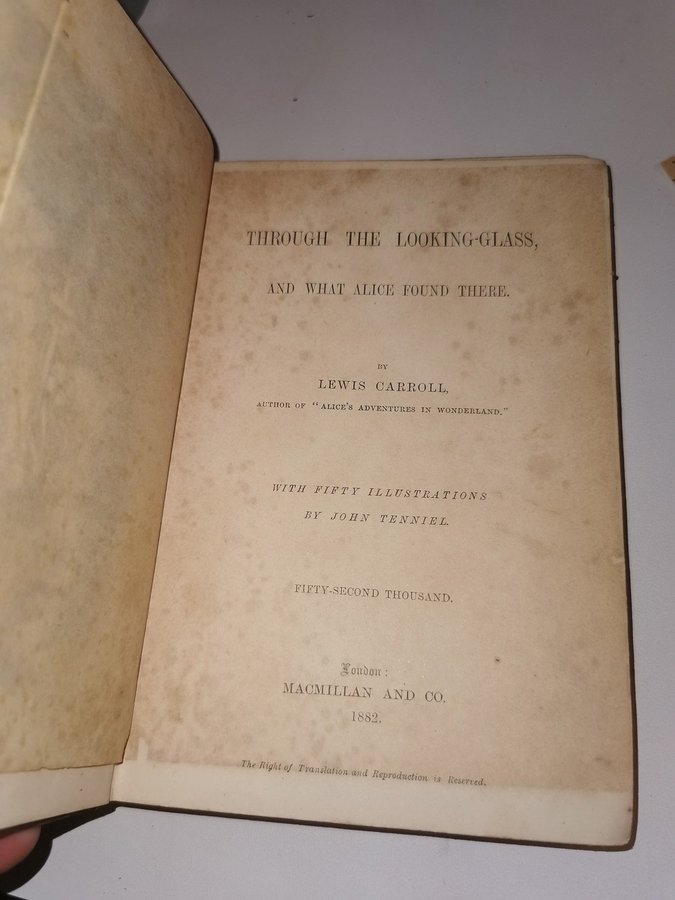 THROUGH THE LOOKING-GLASS,
AND WHAT ALICE FOUND THERE.
BY
LEWIS CARROLL,
AUTHOR OF "ALICE'S ADVENTURES IN WONDERLAND."
WITH FIFTY ILLUSTRATIONS
BY JOHN TENNIEL.
FIFTY-SECOND THOUSAND.
London:
MACMILLAN AND CO.
1882.
The Right of Translation and Reproduction is Reserved.